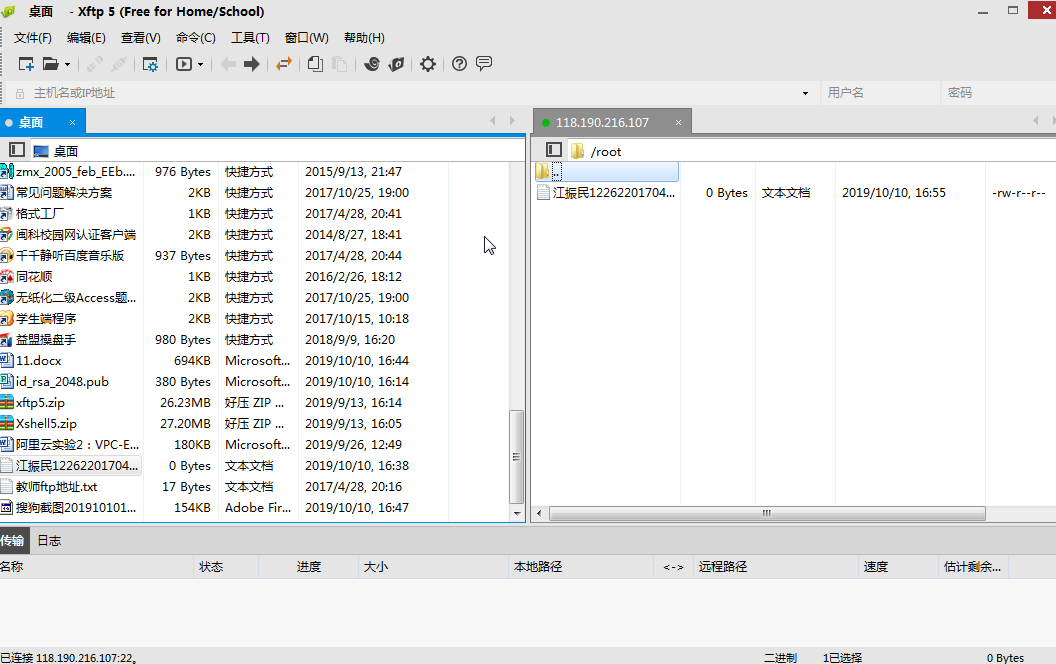 桌面 - Xftp 5 (Free for Home/School)
文件(F) 编辑(E) 查看(V) 命令(C) 工具(T) 窗口(W) 帮助(H)
主机名或IP地址 用户名 密码
桌面 × 118.190.216.107 ×
桌面 /root
zmx_2005_feb_EEb.... 976 Bytes 快捷方式 2015/9/13, 21:47 ..
常见问题解决方案 2KB 快捷方式 2017/10/25, 19:00 江振民12262201704... 0 Bytes 文本文档 2019/10/10, 16:55 -rw-r--r--
格式工厂 1KB 快捷方式 2017/4/28, 20:41
闽科校园网认证客户端 2KB 快捷方式 2014/8/27, 18:41
千千静听百度音乐版 937 Bytes 快捷方式 2017/4/28, 20:44
同花顺 1KB 快捷方式 2016/2/26, 18:12
无纸化二级Access题... 2KB 快捷方式 2017/10/25, 19:00
学生端程序 2KB 快捷方式 2017/10/15, 10:18
益盟操盘手 980 Bytes 快捷方式 2018/9/9, 16:20
11.docx 694KB Microsoft... 2019/10/10, 16:44
id_rsa_2048.pub 380 Bytes Microsoft... 2019/10/10, 16:14
xftp5.zip 26.23MB 好压 ZIP ... 2019/9/13, 16:14
Xshell5.zip 27.20MB 好压 ZIP ... 2019/9/13, 16:05
阿里云实验2：VPC-E... 180KB Microsoft... 2019/9/26, 12:49
江振民12262201704... 0 Bytes 文本文档 2019/10/10, 16:38
教师ftp地址.txt 17 Bytes 文本文档 2017/4/28, 20:16
搜狗截图201910101... 154KB Adobe Fir... 2019/10/10, 16:47
传输 日志
名称 状态 进度 大小 本地路径 <-> 远程路径 速度 估计剩余...
已连接 118.190.216.107:22。 二进制 1已选择 0 Bytes